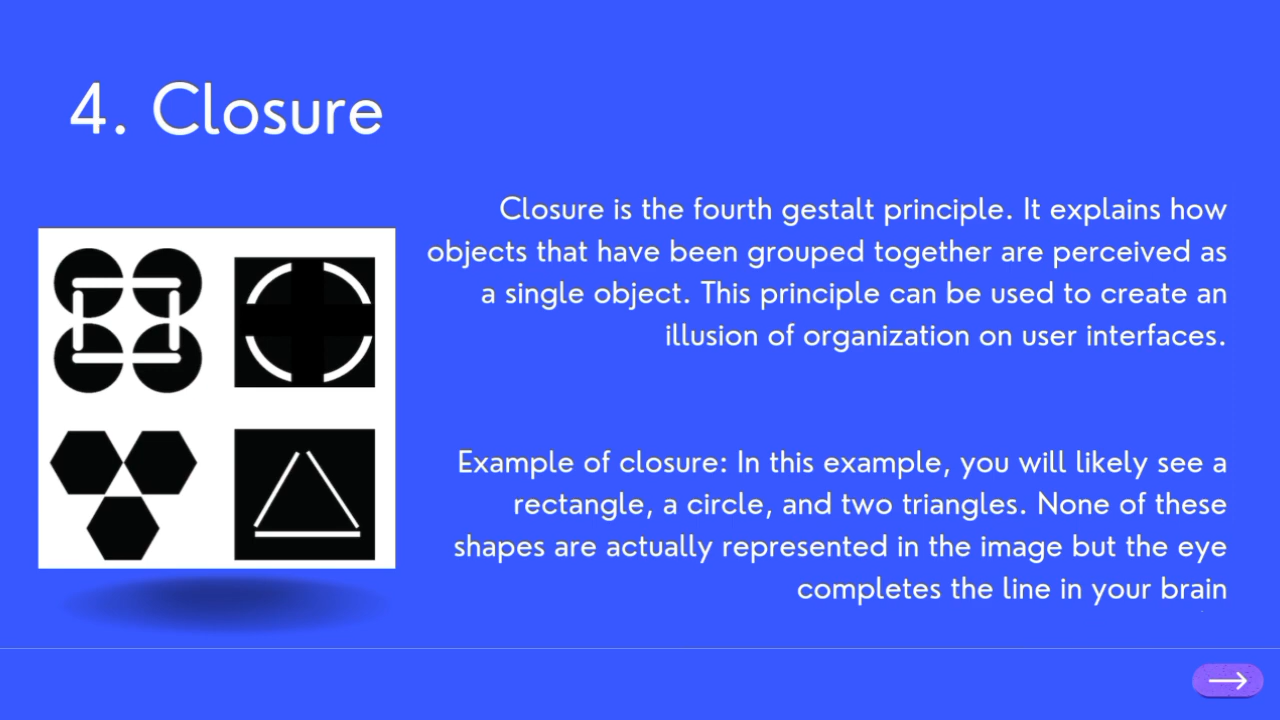 4. Closure
Closure is the fourth gestalt principle. It explains how
objects that have been grouped together are perceived as
a single object. This principle can be used to create an
illusion of organization on user interfaces.
Example of closure: In this example, you will likely see a
rectangle, a circle, and two triangles. None of these
shapes are actually represented in the image but the eye
completes the line in your brain